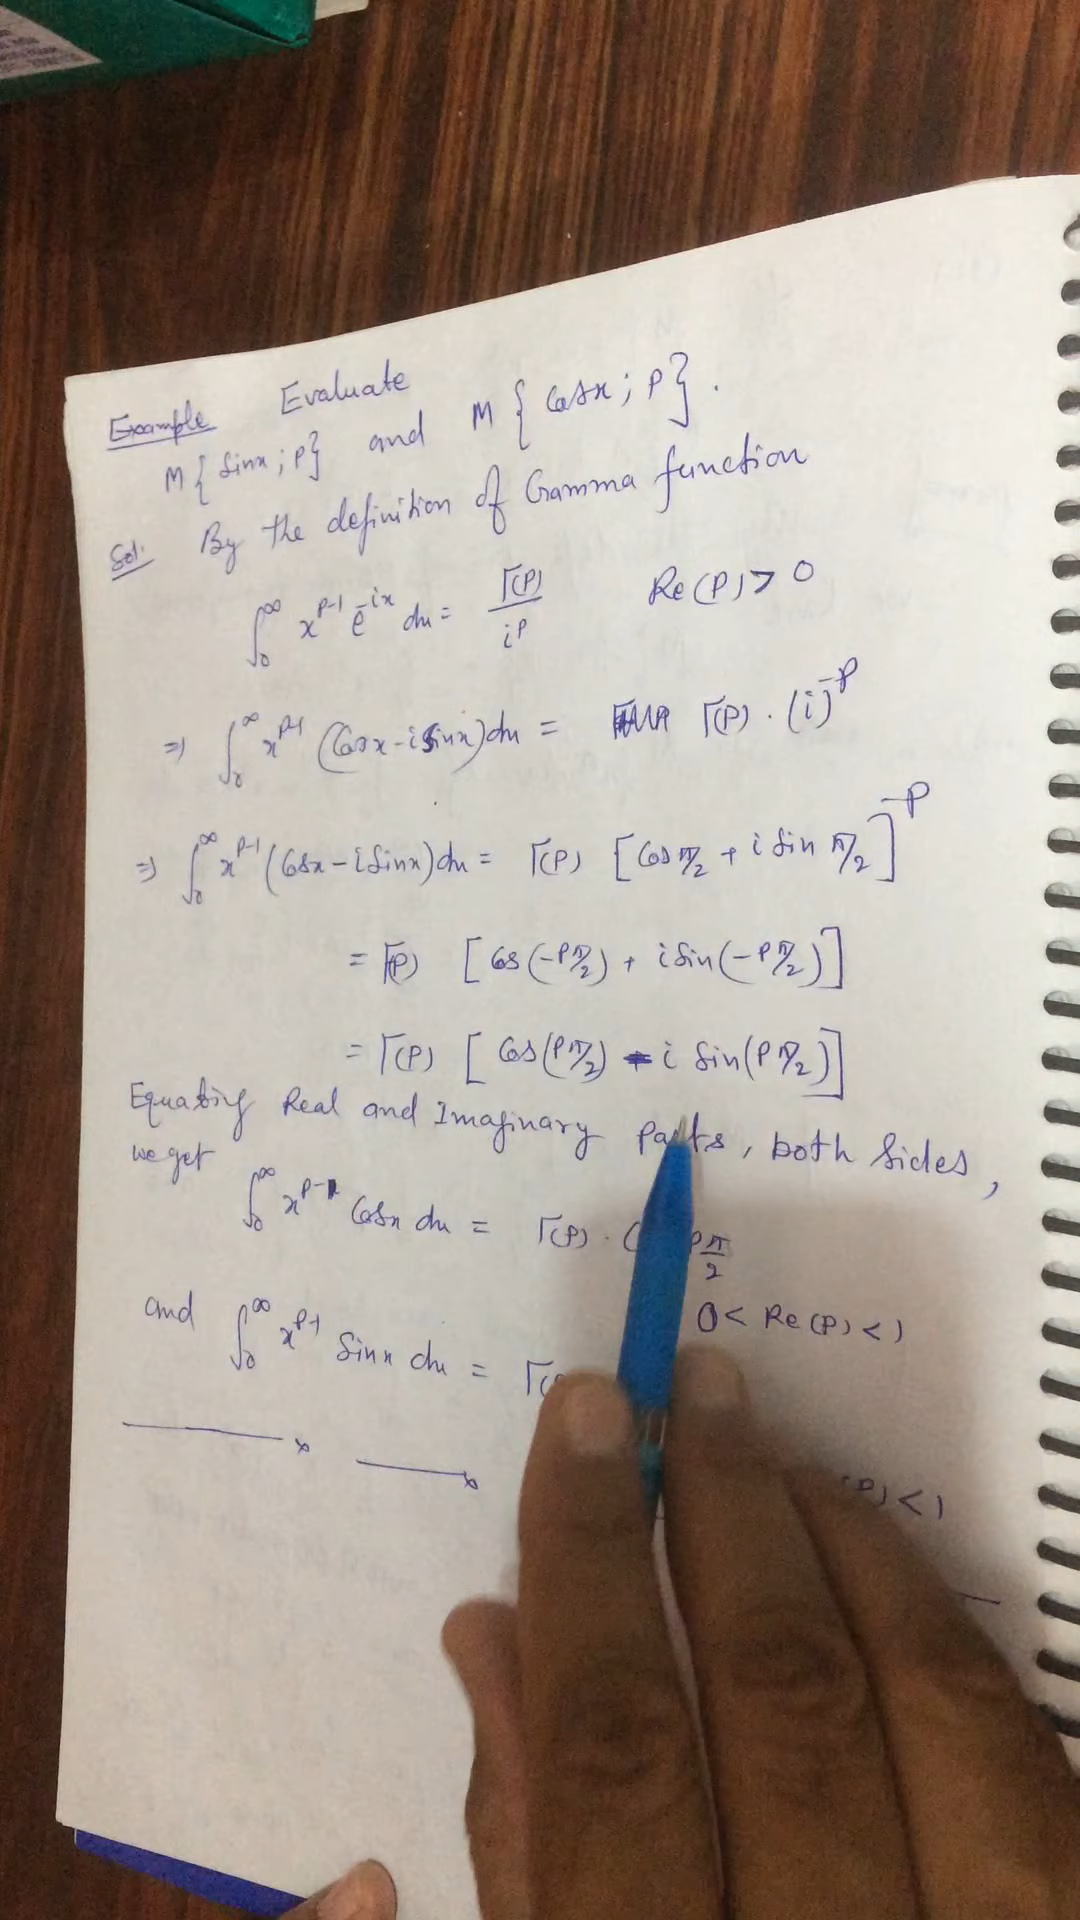 Example Evaluate
M{sinx; P} and M{cosx; P}.
Sol. By the definition of Gamma function
∫₀^∞ x^{P-1} e^{-ix} dx = Γ(P)/i^P    Re(P) > 0
⇒ ∫₀^∞ x^{P-1} (Cosx - i sinx) dx = Γ(P) . (i)^{-P}
⇒ ∫₀^∞ x^{P-1} (Cosx - i sinx) dx = Γ(P) [Cos π/2 + i sin π/2]^{-P}
= Γ(P) [Cos(-Pπ/2) + i sin(-Pπ/2)]
= Γ(P) [Cos(Pπ/2) - i sin(Pπ/2)]
Equating Real and Imaginary parts, both sides,
we get
∫₀^∞ x^{P-1} Cosx dx = Γ(P) . Pπ/2
0 < Re(P) < 1
and ∫₀^∞ x^{P-1} sinx dx = Γ(
P) < 1